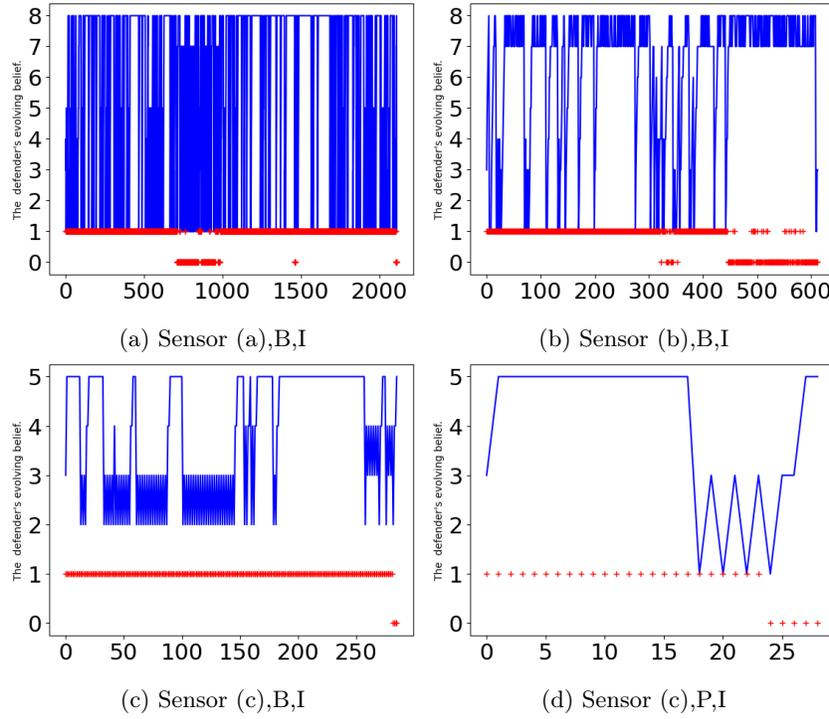 The defender's evolving belief.
8
7
6
5
4
3
2
1
0
0 500 1000 1500 2000
(a) Sensor (a),B,I
The defender's evolving belief.
8
7
6
5
4
3
2
1
0
0 100 200 300 400 500 600
(b) Sensor (b),B,I
The defender's evolving belief.
5
4
3
2
1
0
0 50 100 150 200 250
(c) Sensor (c),B,I
The defender's evolving belief.
5
4
3
2
1
0
0 5 10 15 20 25
(d) Sensor (c),P,I